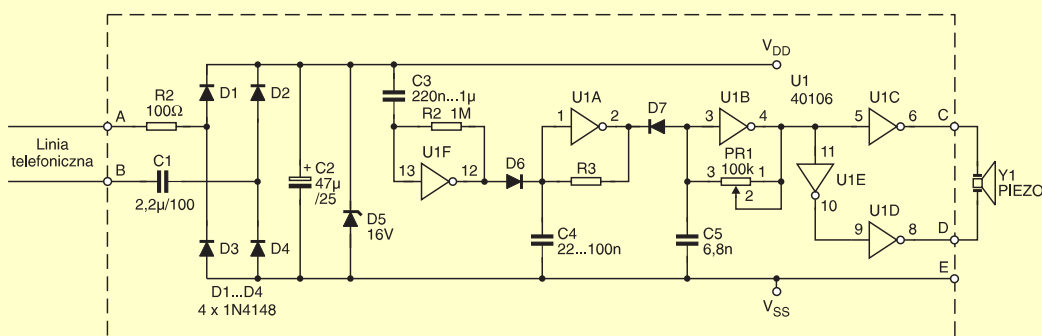 Linia
telefoniczna
A
R2
100Ω
B
C1
2,2µ/100
D1
D2
D3
D4
D1...D4
4 x 1N4148
+
C2
47µ
/25
D5
16V
C3
220n...1µ
R2 1M
U1F
13
12
D6
C4
22...100n
U1A
1
2
R3
D7
C5
6,8n
U1B
3
4
PR1
100k
3
1
2
VDD
VSS
U1
40106
11
U1E
10
U1C
5
6
U1D
9
8
C
D
E
Y1
PIEZO